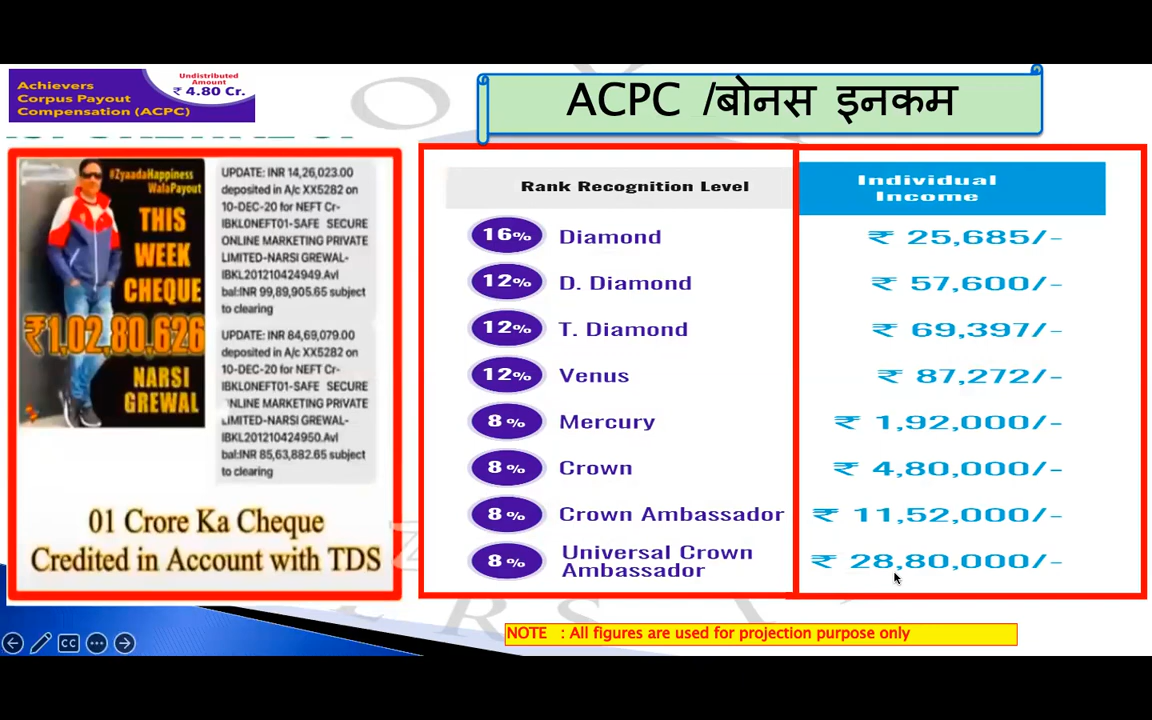 Achievers
Corpus Payout
Compensation (ACPC)
Undistributed
Amount
₹ 4.80 Cr.
ACPC /बोनस इनकम
#ZyaadaHappiness
WalaPayout
THIS
WEEK
CHEQUE
₹1,02,80,626
NARSI
GREWAL
UPDATE: INR 14,26,023.00
deposited in A/c XX5282 on
10-DEC-20 for NEFT Cr-
IBKL0NEFT01-SAFE SECURE
ONLINE MARKETING PRIVATE
LIMITED-NARSI GREWAL-
IBKL201210424949.Avl
bal:INR 99,89,905.65 subject
to clearing
UPDATE: INR 84,69,079.00
deposited in A/c XX5282 on
10-DEC-20 for NEFT Cr-
IBKL0NEFT01-SAFE SECURE
NLINE MARKETING PRIVATE
LIMITED-NARSI GREWAL-
IBKL201210424950.Avl
bal:INR 85,63,882.65 subject
to clearing
01 Crore Ka Cheque
Credited in Account with TDS
Rank Recognition Level
Individual
Income
16% Diamond ₹ 25,685/-
12% D. Diamond ₹ 57,600/-
12% T. Diamond ₹ 69,397/-
12% Venus ₹ 87,272/-
8% Mercury ₹ 1,92,000/-
8% Crown ₹ 4,80,000/-
8% Crown Ambassador ₹ 11,52,000/-
8% Universal Crown Ambassador ₹ 28,80,000/-
NOTE : All figures are used for projection purpose only
CC